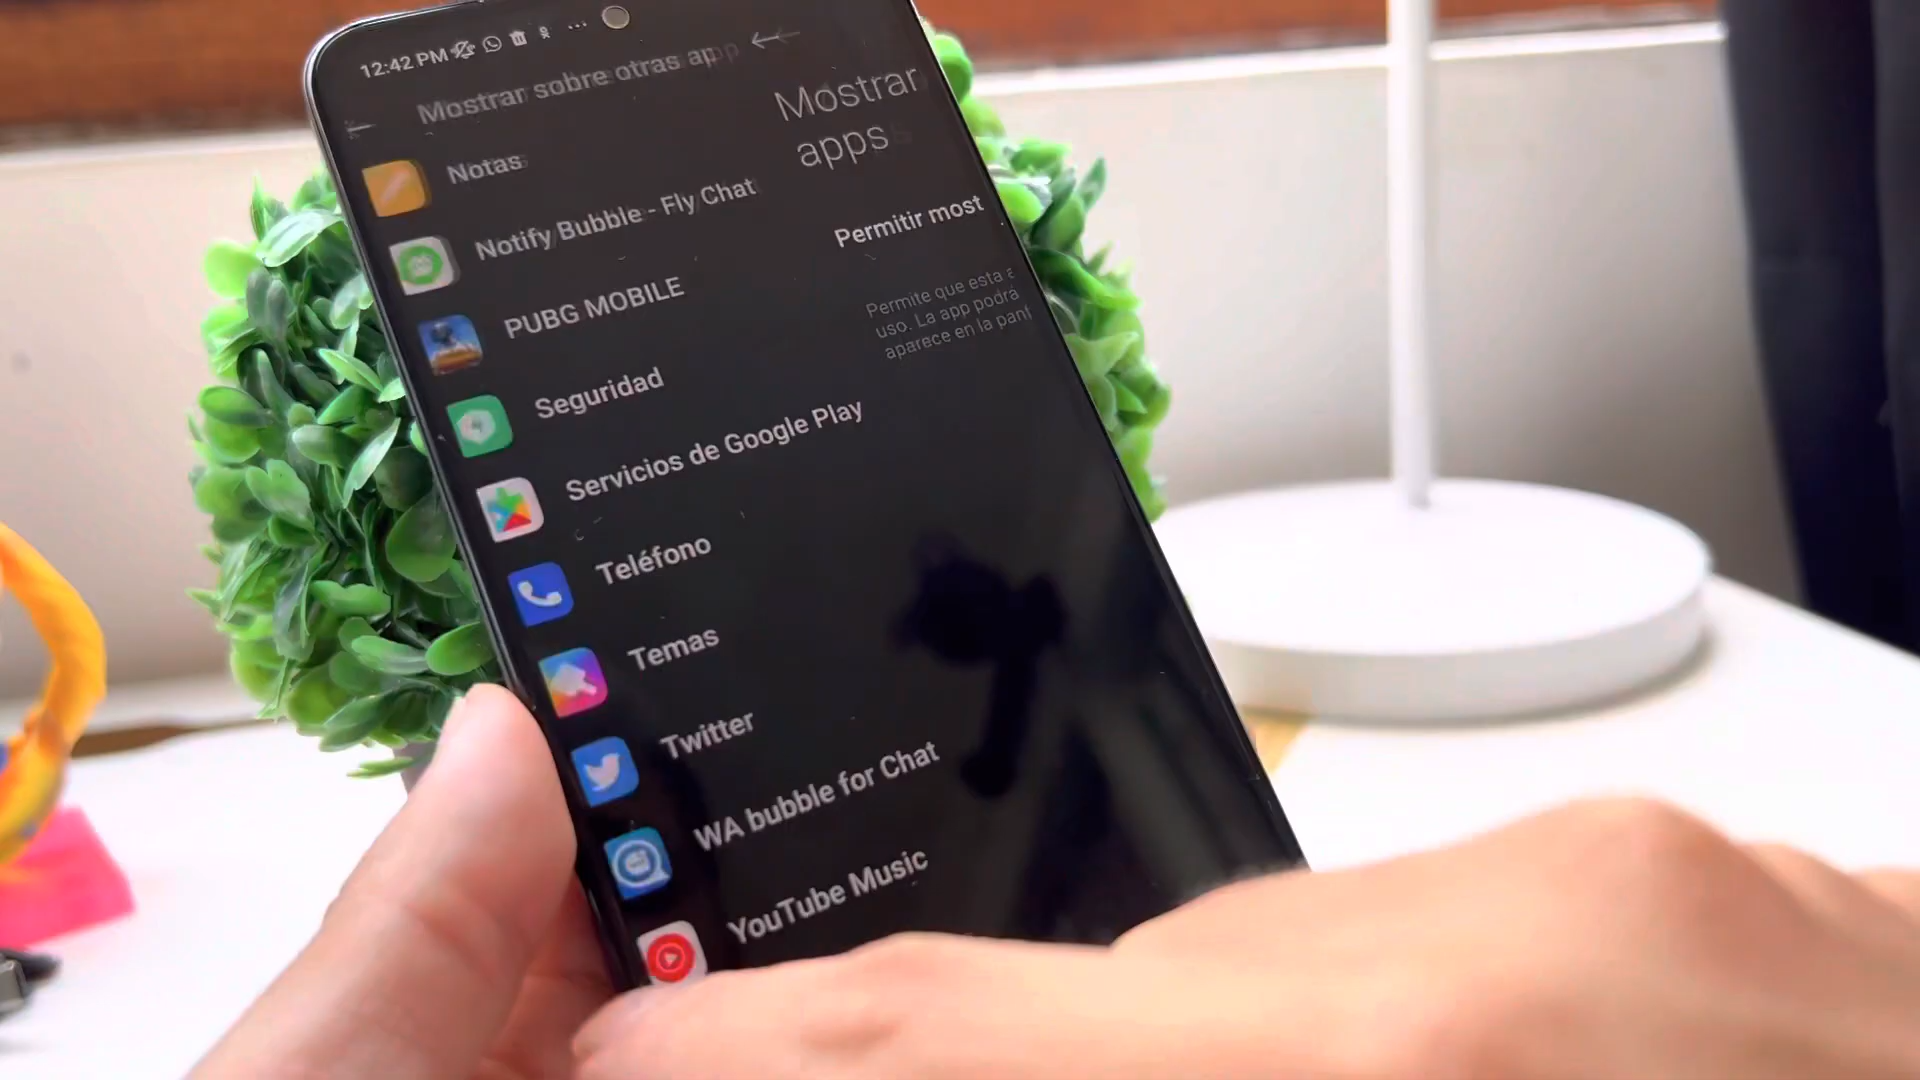 12:42 PM
Mostrar sobre otras
Notas
Notify Bubble - Fly Chat
PUBG MOBILE
Seguridad
Servicios de Google Play
Teléfono
Temas
Twitter
WA bubble for Chat
YouTube Music
Mostrar
apps
Permitir most
Permite que esta a
uso. La app podrá
aparece en la